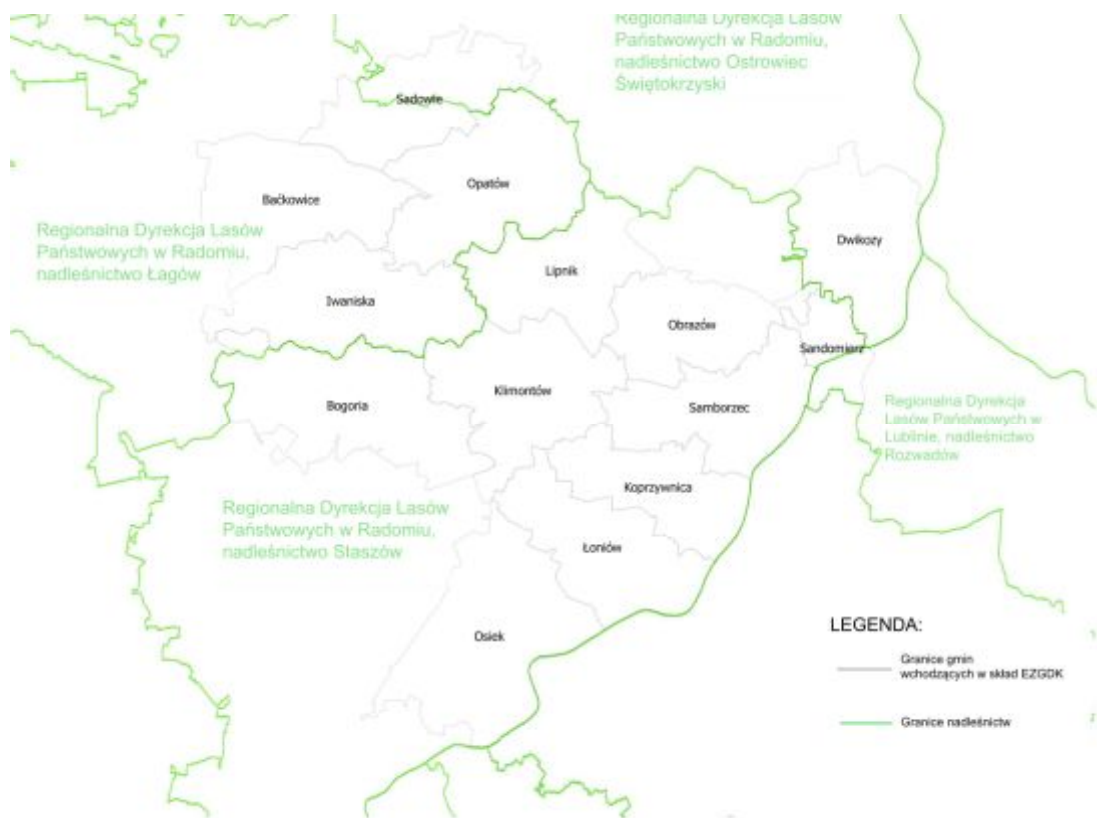 Regionalna Dyrekcja Lasów
Państwowych w Radomiu,
nadleśnictwo Ostrowiec
Świętokrzyski
Sadowie
Opatów
Baćkowice
Regionalna Dyrekcja Lasów
Państwowych w Radomiu,
nadleśnictwo Łagów
Dwikozy
Lipnik
Iwaniska
Obrazów
Sandomierz
Klimontów
Bogoria
Samborzec
Regionalna Dyrekcja
Lasów Państwowych w
Lublinie, nadleśnictwo
Rozwadów
Koprzywnica
Regionalna Dyrekcja Lasów
Państwowych w Radomiu,
nadleśnictwo Staszów
Łoniów
Osiek
LEGENDA:
Granice gmin
wchodzących w skład EZGDK
Granice nadleśnictw